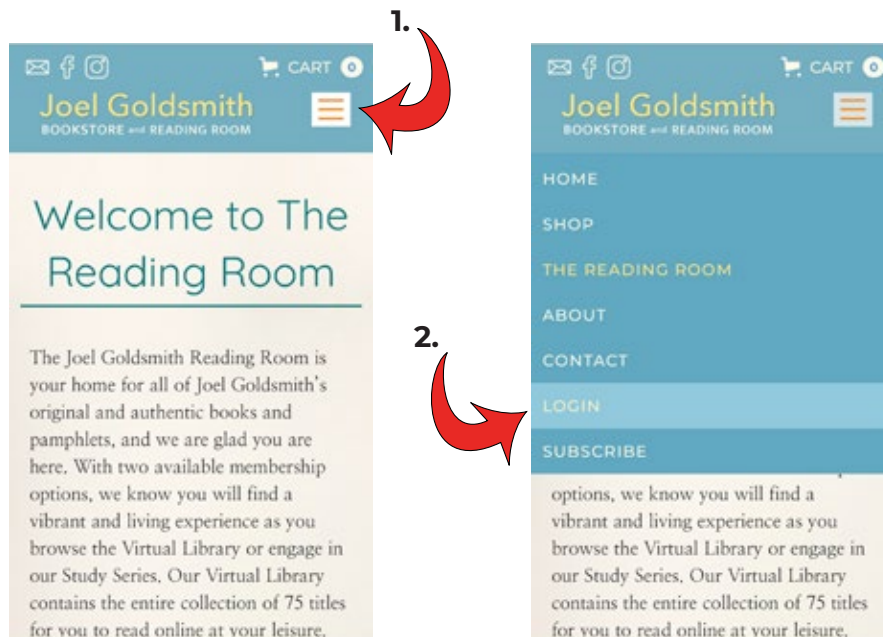 1.
CART 0
Joel Goldsmith
BOOKSTORE and READING ROOM
Welcome to The
Reading Room
The Joel Goldsmith Reading Room is
your home for all of Joel Goldsmith's
original and authentic books and
pamphlets, and we are glad you are
here. With two available membership
options, we know you will find a
vibrant and living experience as you
browse the Virtual Library or engage in
our Study Series. Our Virtual Library
contains the entire collection of 75 titles
for you to read online at your leisure.
2.
CART 0
Joel Goldsmith
BOOKSTORE and READING ROOM
HOME
SHOP
THE READING ROOM
ABOUT
CONTACT
LOGIN
SUBSCRIBE
options, we know you will find a
vibrant and living experience as you
browse the Virtual Library or engage in
our Study Series. Our Virtual Library
contains the entire collection of 75 titles
for you to read online at your leisure.